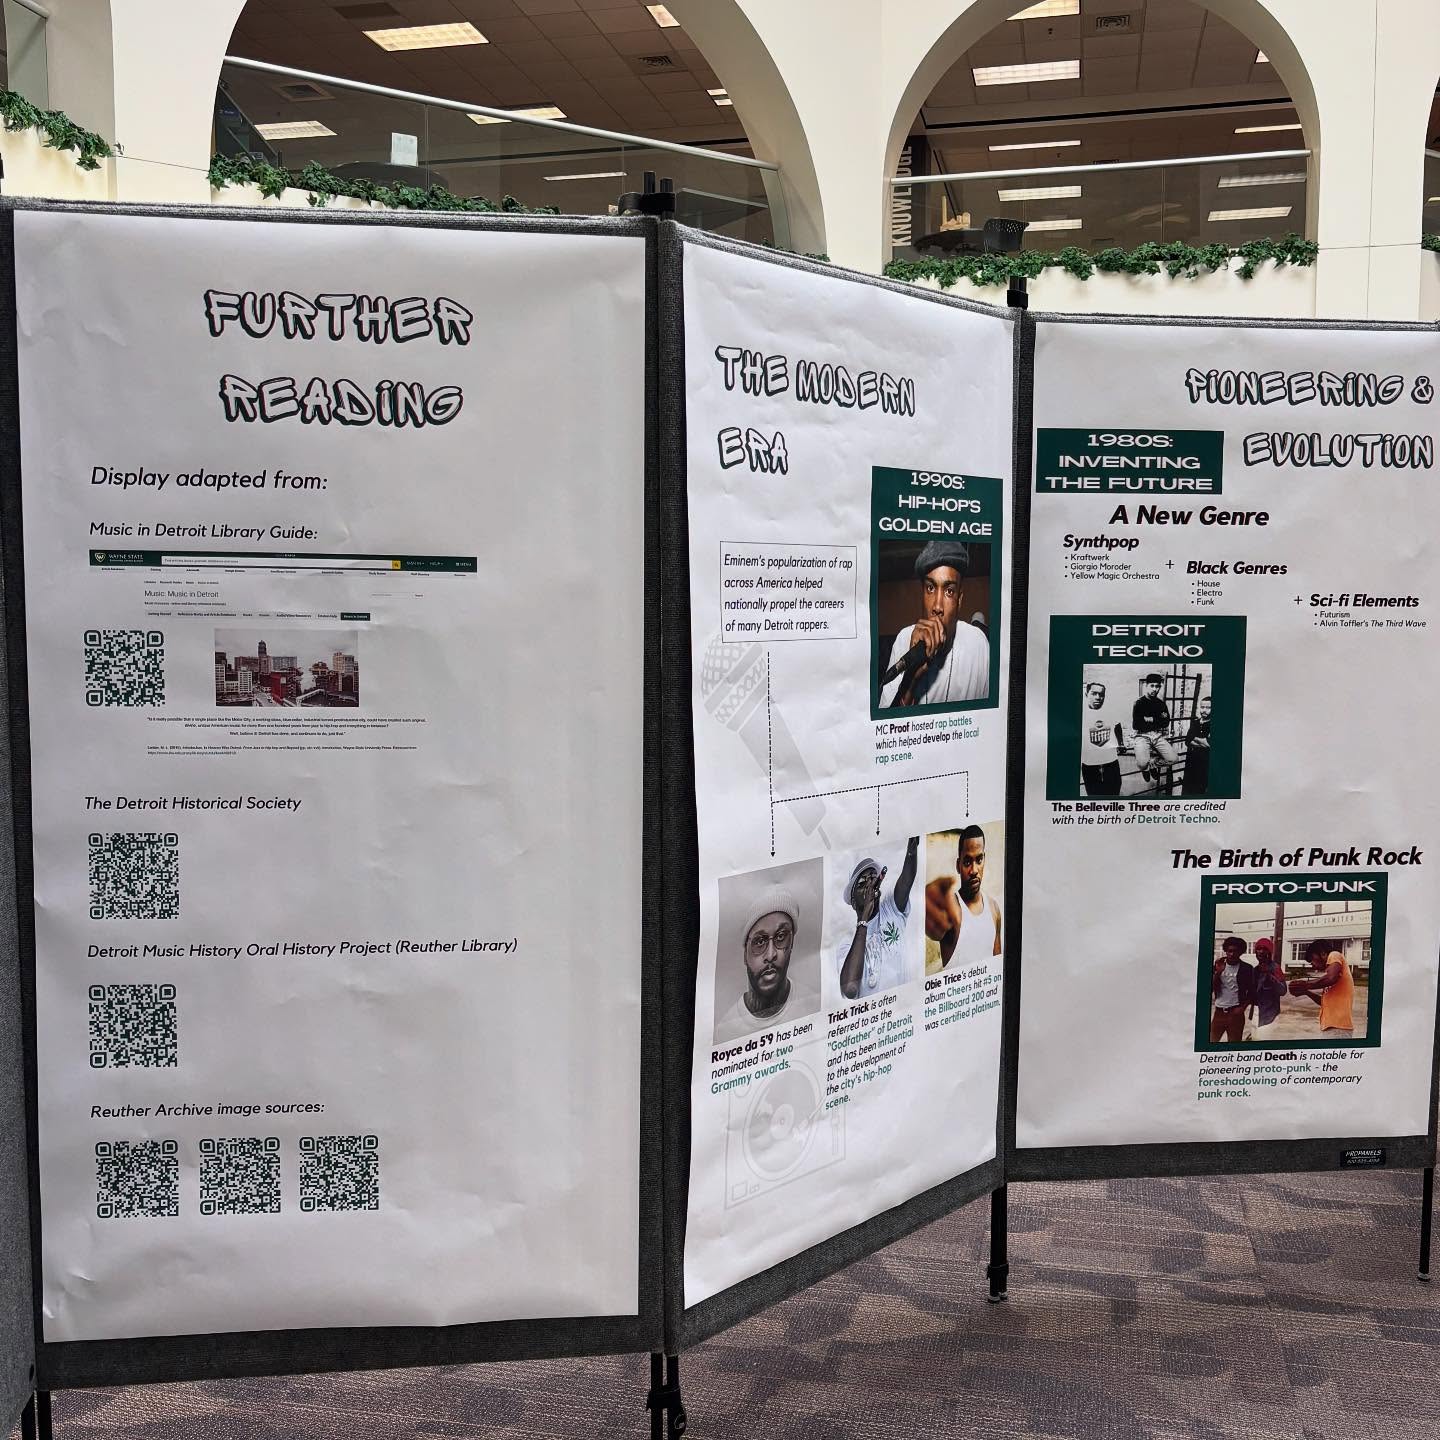 KNOWLEDGE
FURTHER
READING
Display adapted from:
Music in Detroit Library Guide:
WAYNE STATE
Music: Music in Detroit
The Detroit Historical Society
Detroit Music History Oral History Project (Reuther Library)
Reuther Archive image sources:
THE MODERN
ERA
1990S:
HIP-HOP'S
GOLDEN AGE
Eminem's popularization of rap
across America helped
nationally propel the careers
of many Detroit rappers.
MC Proof hosted rap battles
which helped develop the local
rap scene.
Royce da 5'9 has been
nominated for two
Grammy awards.
Trick Trick is often
referred to as the
"Godfather" of Detroit
and has been influential
to the development of
the city's hip-hop
scene.
Obie Trice's debut
album Cheers hit #5 on
the Billboard 200 and
was certified platinum.
PIONEERING &
EVOLUTION
1980S:
INVENTING
THE FUTURE
A New Genre
Synthpop
• Kraftwerk
• Giorgio Moroder
• Yellow Magic Orchestra
+ Black Genres
• House
• Electro
• Funk
+ Sci-fi Elements
• Futurism
• Alvin Toffler's The Third Wave
DETROIT
TECHNO
The Belleville Three are credited
with the birth of Detroit Techno.
The Birth of Punk Rock
PROTO-PUNK
Detroit band Death is notable for
pioneering proto-punk - the
foreshadowing of contemporary
punk rock.
PROPANELS